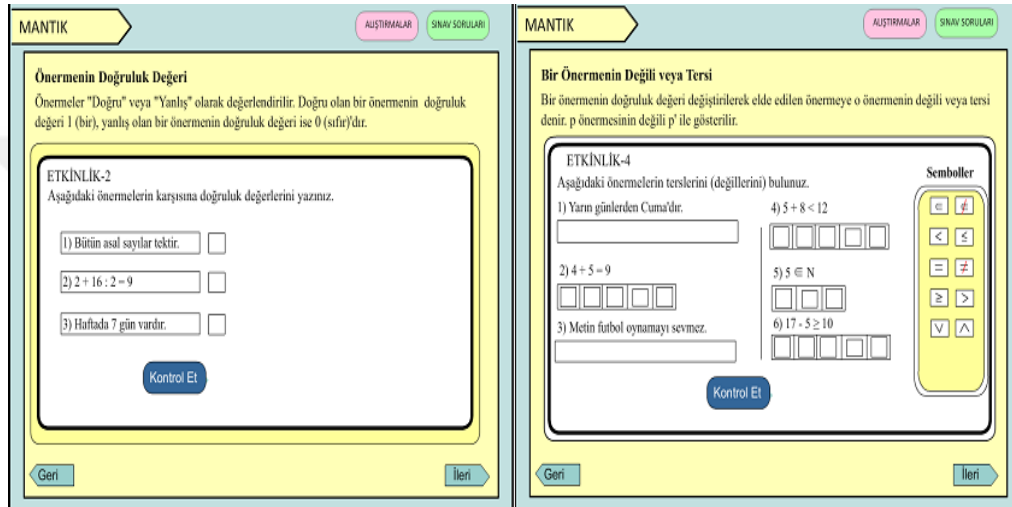 MANTIK
ALIŞTIRMALAR
SINAV SORULARI
Önermenin Doğruluk Değeri
Önermeler "Doğru" veya "Yanlış" olarak değerlendirilir. Doğru olan bir önermenin doğruluk
değeri 1 (bir), yanlış olan bir önermenin doğruluk değeri ise 0 (sıfır)'dır.
ETKİNLİK-2
Aşağıdaki önermelerin karşısına doğruluk değerlerini yazınız.
1) Bütün asal sayılar tektir.
2) 2 + 16 : 2 = 9
3) Haftada 7 gün vardır.
Kontrol Et
Geri
İleri
MANTIK
ALIŞTIRMALAR
SINAV SORULARI
Bir Önermenin Değili veya Tersi
Bir önermenin doğruluk değeri değiştirilerek elde edilen önermeye o önermenin değili veya tersi
denir. p önermesinin değili p' ile gösterilir.
ETKİNLİK-4
Aşağıdaki önermelerin terslerini (değillerini) bulunuz.
1) Yarın günlerden Cuma'dır.
2) 4 + 5 = 9
3) Metin futbol oynamayı sevmez.
4) 5 + 8 < 12
5) 5 ∈ N
6) 17 - 5 ≥ 10
Semboller
∈ ∉
< ≤
= ≠
≥ >
∨ ∧
Kontrol Et
Geri
İleri